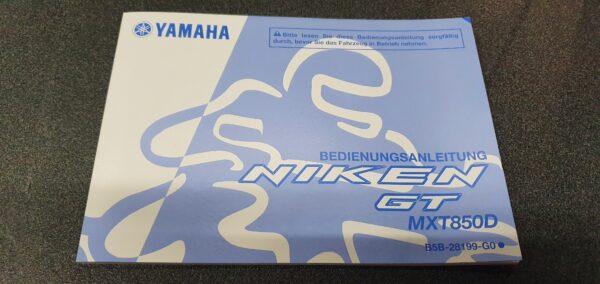 YAMAHA
Bitte lesen Sie diese Bedienungsanleitung sorgfältig
durch, bevor Sie das Fahrzeug in Betrieb nehmen.
BEDIENUNGSANLEITUNG
NIKEN
GT
MXT850D
B5B-28199-G0